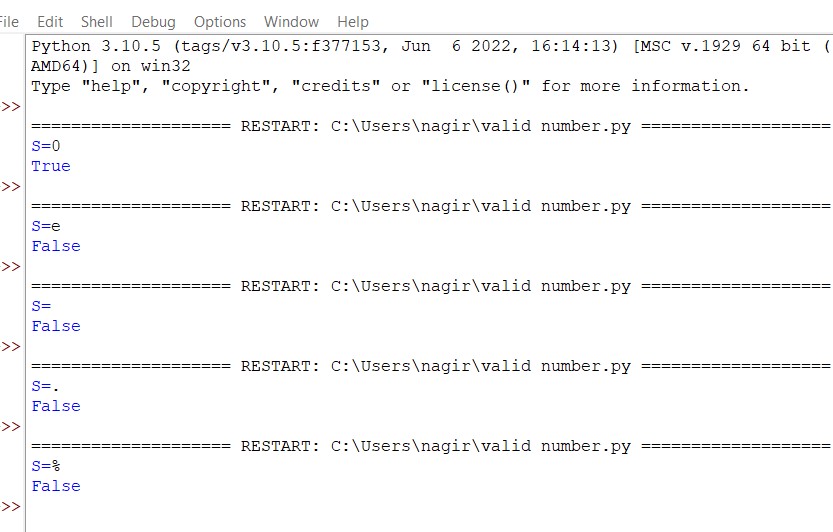 File Edit Shell Debug Options Window Help
Python 3.10.5 (tags/v3.10.5:f377153, Jun  6 2022, 16:14:13) [MSC v.1929 64 bit (
AMD64)] on win32
Type "help", "copyright", "credits" or "license()" for more information.
>>
==================== RESTART: C:\Users\nagir\valid number.py ===================
S=0
True
>>
==================== RESTART: C:\Users\nagir\valid number.py ===================
S=e
False
>>
==================== RESTART: C:\Users\nagir\valid number.py ===================
S=
False
>>
==================== RESTART: C:\Users\nagir\valid number.py ===================
S=.
False
>>
==================== RESTART: C:\Users\nagir\valid number.py ===================
S=%
False
>>